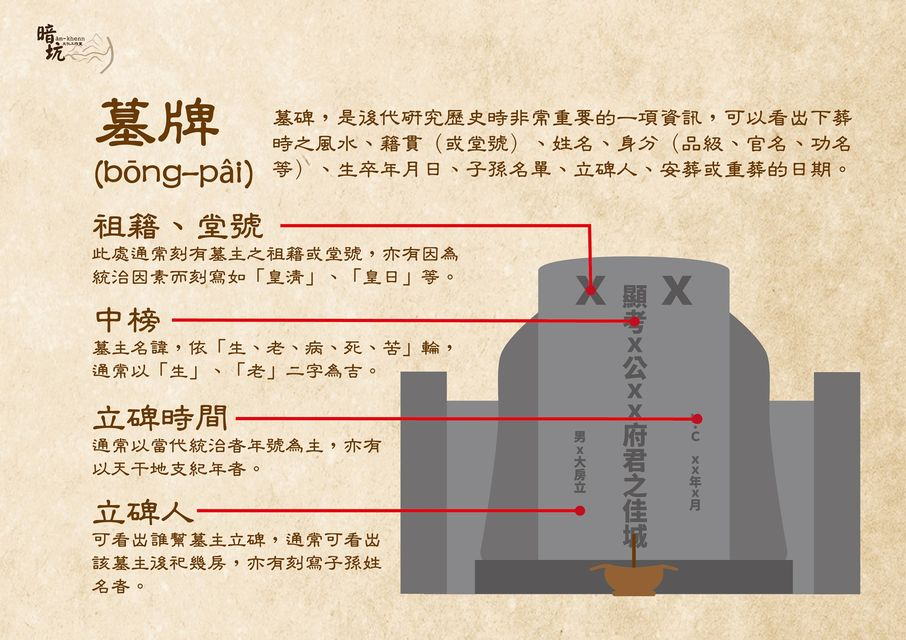 暗坑
àm-khenn
墓牌
(bōng-pâi)
墓碑，是後代研究歷史時非常重要的一項資訊，可以看出下葬
時之風水、籍貫（或堂號）、姓名、身分（品級、官名、功名
等）、生卒年月日、子孫名單、立碑人、安葬或重葬的日期。
祖籍、堂號
此處通常刻有墓主之祖籍或堂號，亦有因為
統治因素而刻寫如「皇清」、「皇日」等。
中榜
墓主名諱，依「生、老、病、死、苦」輪，
通常以「生」、「老」二字為吉。
立碑時間
通常以當代統治者年號為主，亦有
以天干地支紀年者。
立碑人
可看出誰幫墓主立碑，通常可看出
該墓主後祀幾房，亦有刻寫子孫姓
名者。
X X
顯考x公xx府君之佳城
C xx年x月
男x大房立